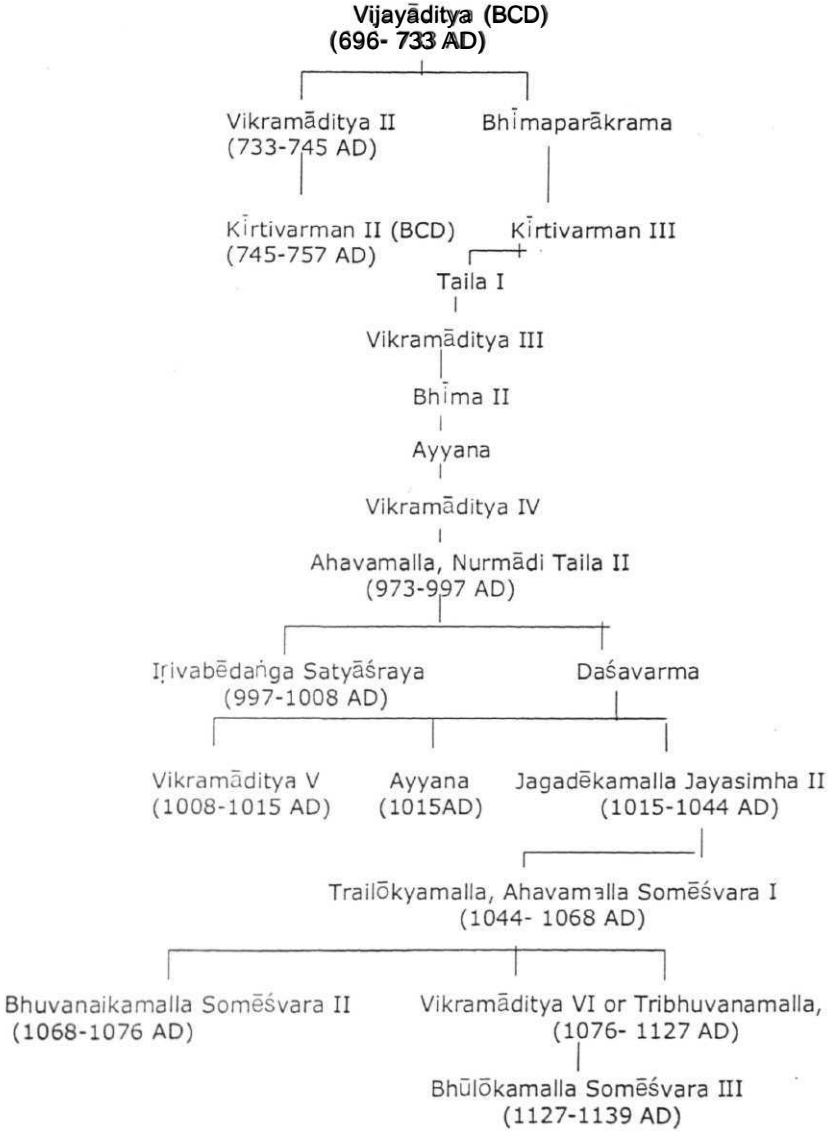 Vijayāditya (BCD)
(696- 733 AD)
Vikramāditya II
(733-745 AD)
Bhīmaparākrama
Kīrtivarman II (BCD)
(745-757 AD)
Kīrtivarman III
Taila I
Vikramāditya III
Bhīma II
Ayyana
Vikramāditya IV
Ahavamalla, Nurmādi Taila II
(973-997 AD)
Iṛivabēdaṅga Satyāśraya
(997-1008 AD)
Daśavarma
Vikramāditya V
(1008-1015 AD)
Ayyana
(1015AD)
Jagadēkamalla Jayasimha II
(1015-1044 AD)
Trailōkyamalla, Ahavamalla Somēśvara I
(1044- 1068 AD)
Bhuvanaikamalla Somēśvara II
(1068-1076 AD)
Vikramāditya VI or Tribhuvanamalla,
(1076- 1127 AD)
Bhūlōkamalla Somēśvara III
(1127-1139 AD)